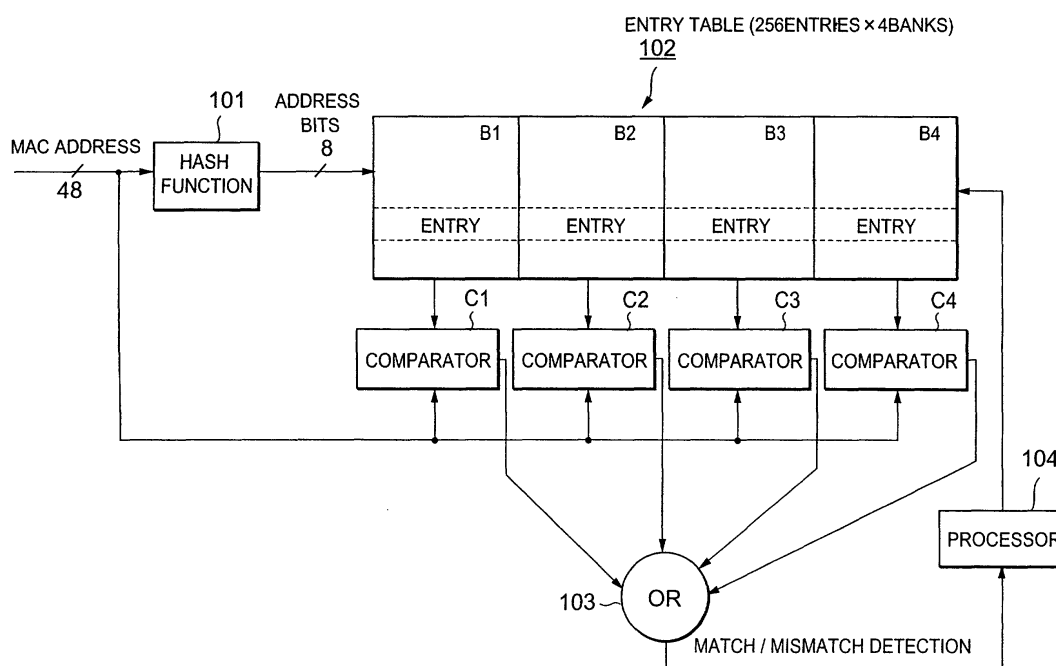 ENTRY TABLE (256ENTRIES × 4BANKS)
102
101
ADDRESS
BITS
8
MAC ADDRESS
48
HASH
FUNCTION
B1
B2
B3
B4
ENTRY
ENTRY
ENTRY
ENTRY
C1
C2
C3
C4
COMPARATOR
COMPARATOR
COMPARATOR
COMPARATOR
104
PROCESSOR
103
OR
MATCH / MISMATCH DETECTION